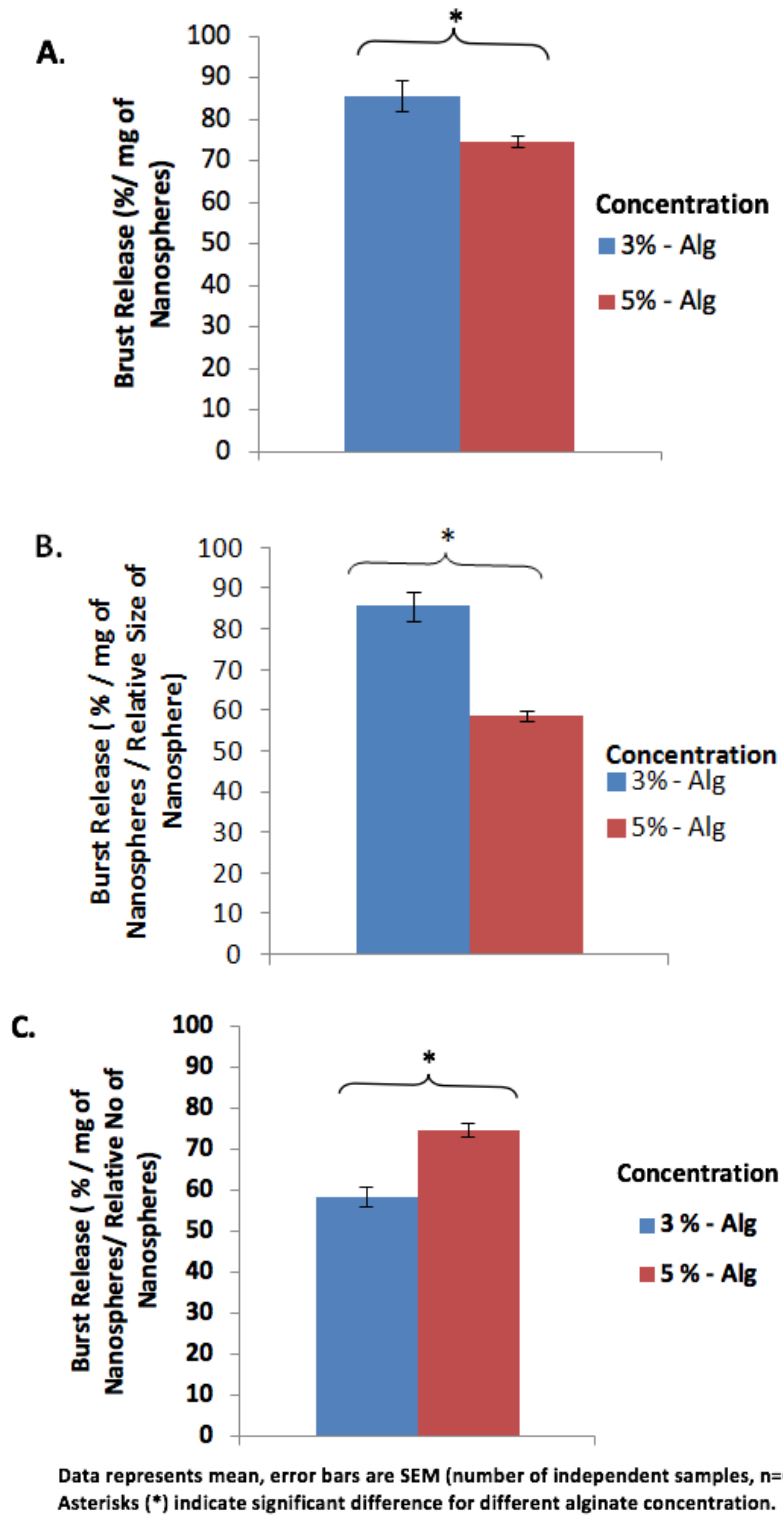 A.
*
Brust Release (%/ mg of
Nanospheres)
100
90
80
70
60
50
40
30
20
10
0
Concentration
3% - Alg
5% - Alg
B.
*
Burst Release ( % / mg of
Nanospheres / Relative Size of
Nanosphere)
100
90
80
70
60
50
40
30
20
10
0
Concentration
3% - Alg
5% - Alg
C.
*
Burst Release ( % / mg of
Nanospheres/ Relative No of
Nanospheres)
100
90
80
70
60
50
40
30
20
10
0
Concentration
3 % - Alg
5 % - Alg
Data represents mean, error bars are SEM (number of independent samples, n=
Asterisks (*) indicate significant difference for different alginate concentration.